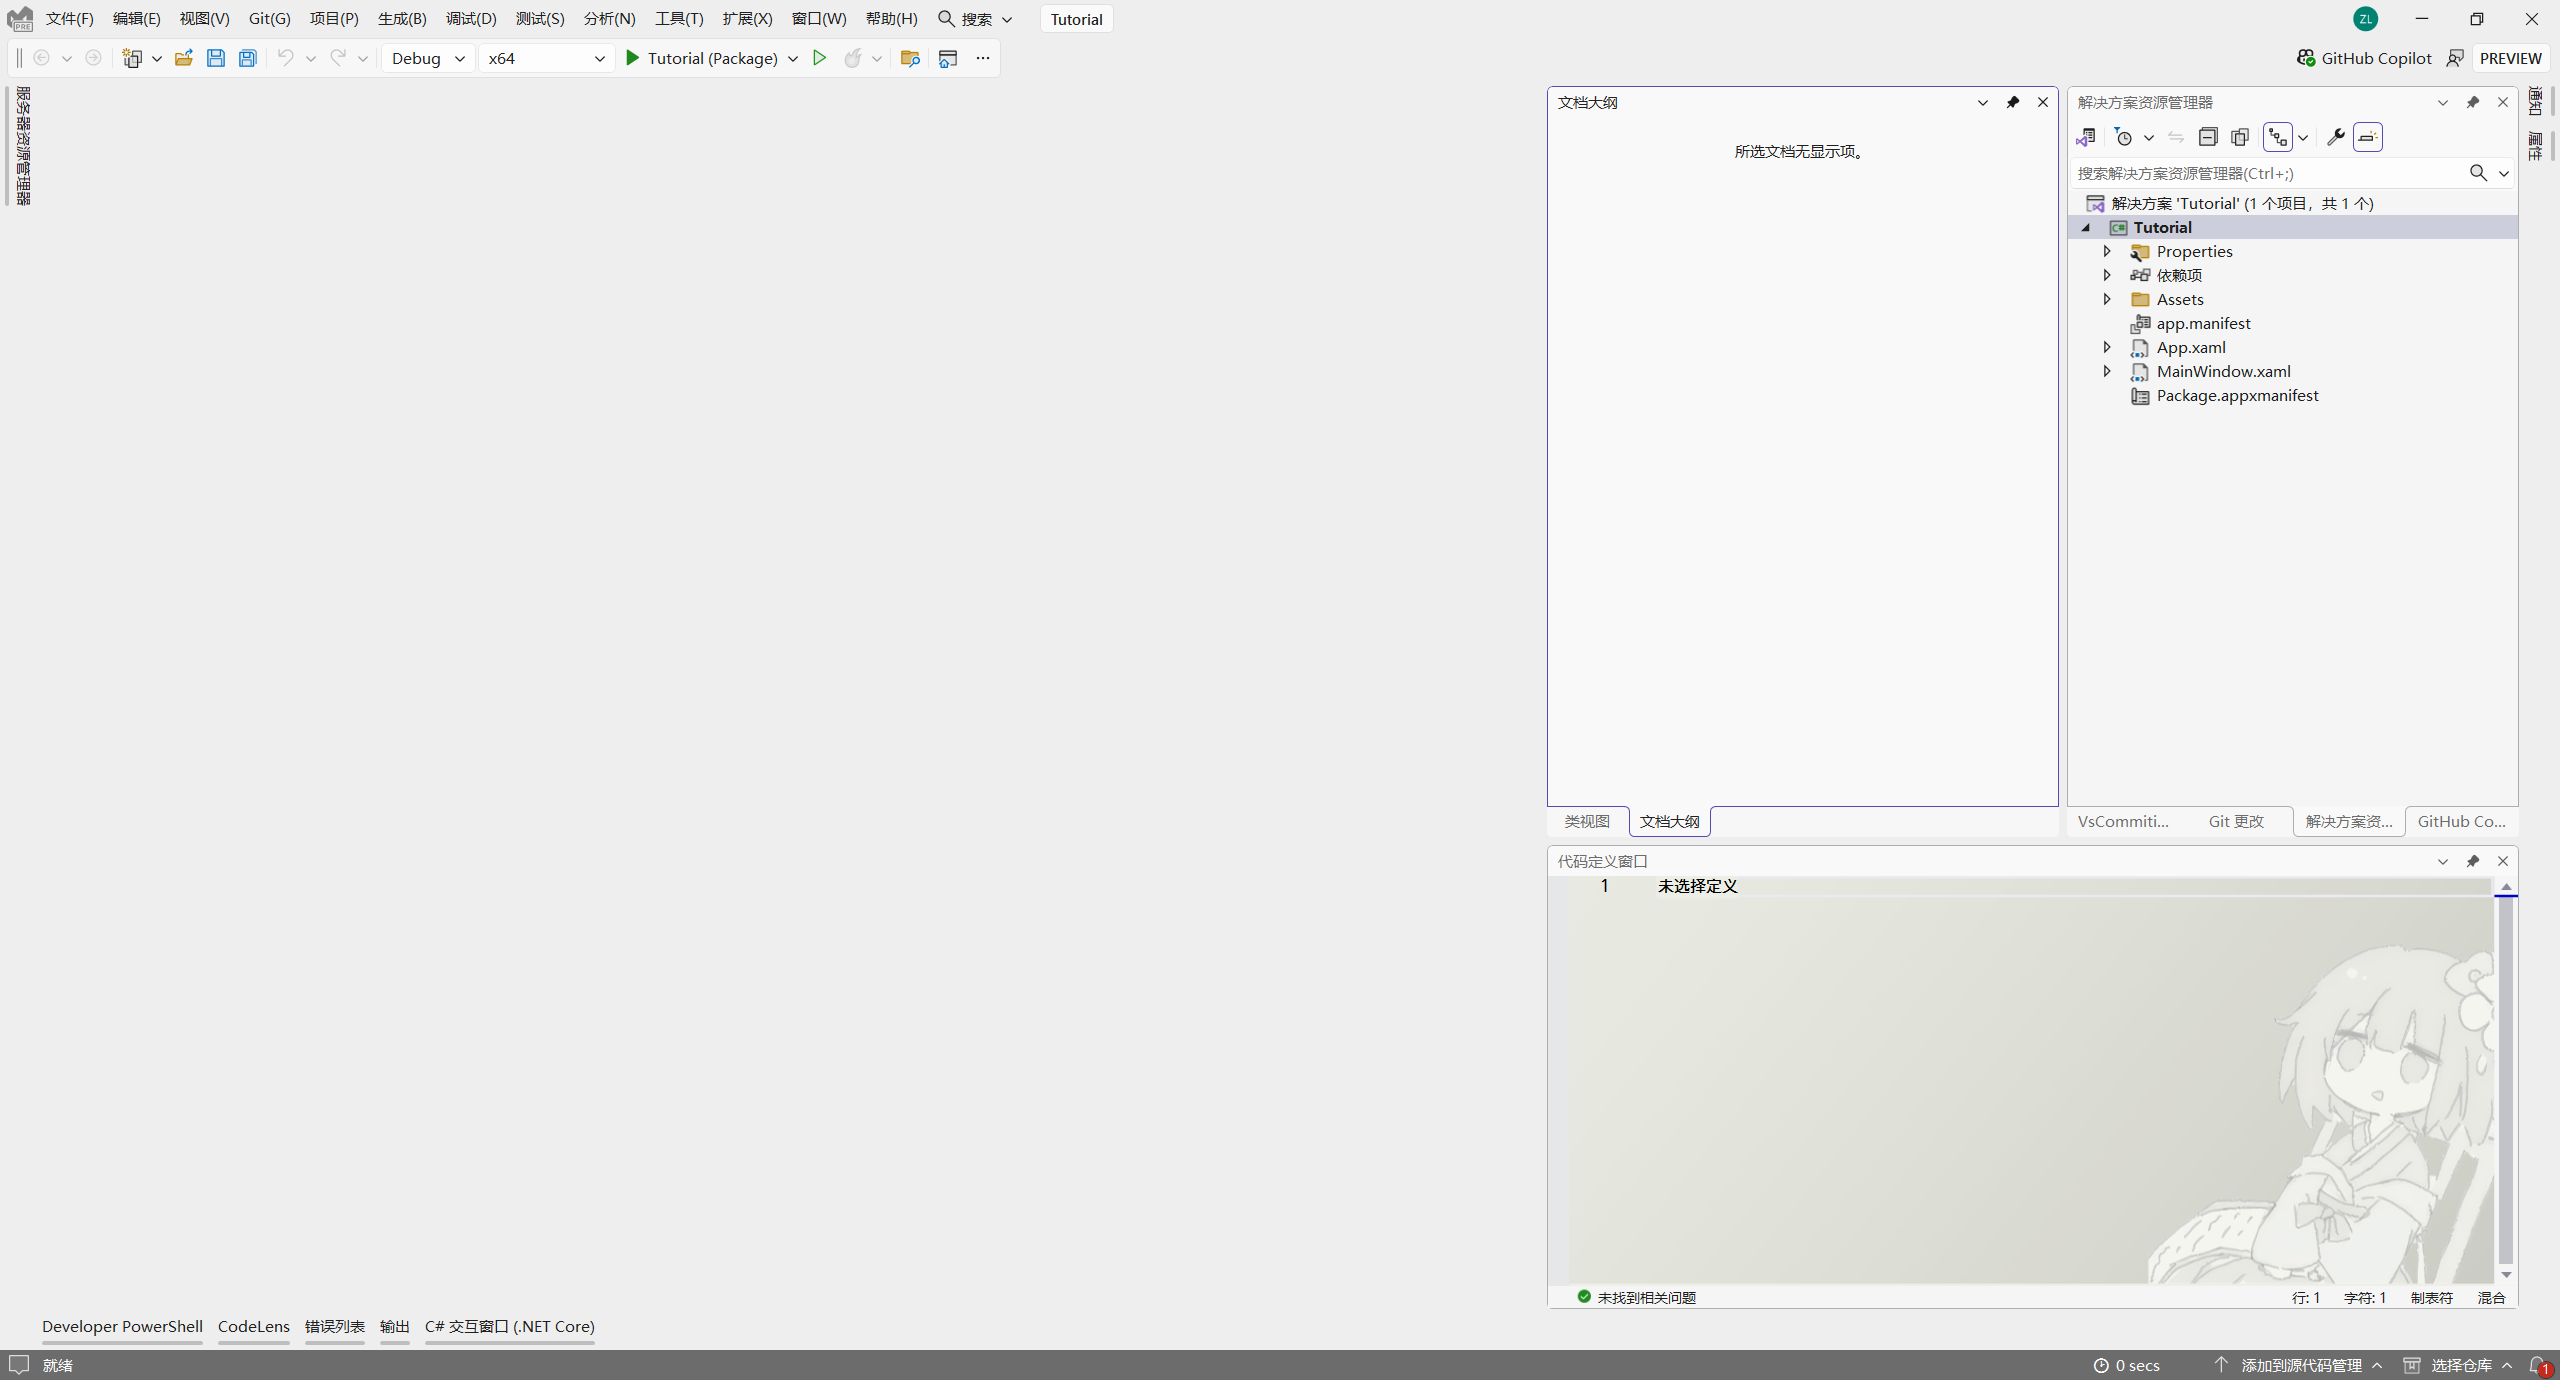 文件(F) 编辑(E) 视图(V) Git(G) 项目(P) 生成(B) 调试(D) 测试(S) 分析(N) 工具(T) 扩展(X) 窗口(W) 帮助(H) 搜索 Tutorial ZL
PRE
Debug x64 Tutorial (Package) GitHub Copilot PREVIEW
服务器资源管理器
文档大纲
所选文档无显示项。
类视图 文档大纲
解决方案资源管理器
搜索解决方案资源管理器(Ctrl+;)
解决方案 'Tutorial' (1 个项目，共 1 个)
C# Tutorial
Properties
依赖项
Assets
app.manifest
App.xaml
MainWindow.xaml
Package.appxmanifest
VsCommiti... Git 更改 解决方案资... GitHub Co...
通知
属性
代码定义窗口
1 未选择定义
未找到相关问题 行: 1 字符: 1 制表符 混合
Developer PowerShell CodeLens 错误列表 输出 C# 交互窗口 (.NET Core)
就绪 0 secs 添加到源代码管理 选择仓库 1